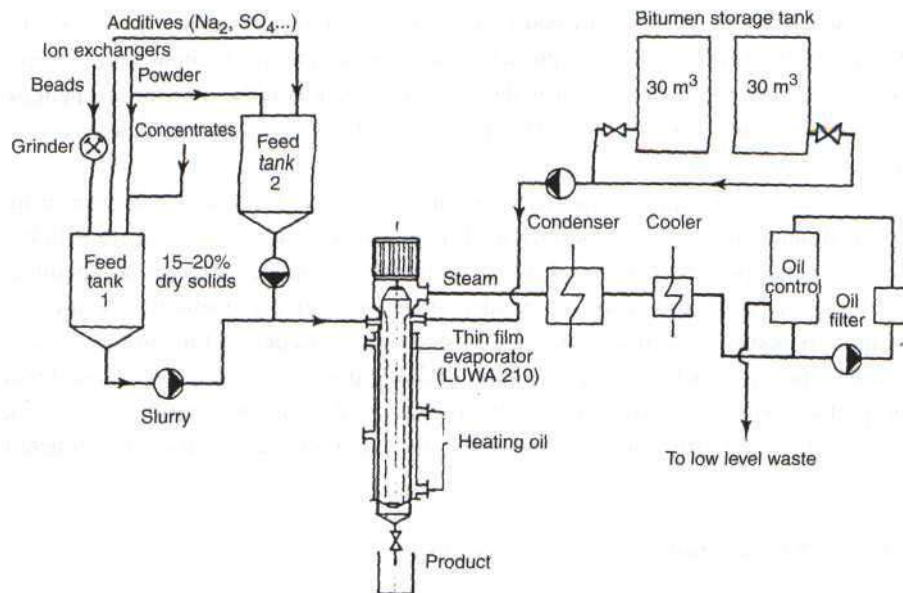 Additives (Na2, SO4...)
Ion exchangers
Beads
Powder
Grinder
Concentrates
Feed
tank
2
Feed
tank
1
15–20%
dry solids
Slurry
Bitumen storage tank
30 m3
30 m3
Condenser
Cooler
Steam
Oil
control
Oil
filter
Thin film
evaporator
(LUWA 210)
Heating oil
To low level waste
Product